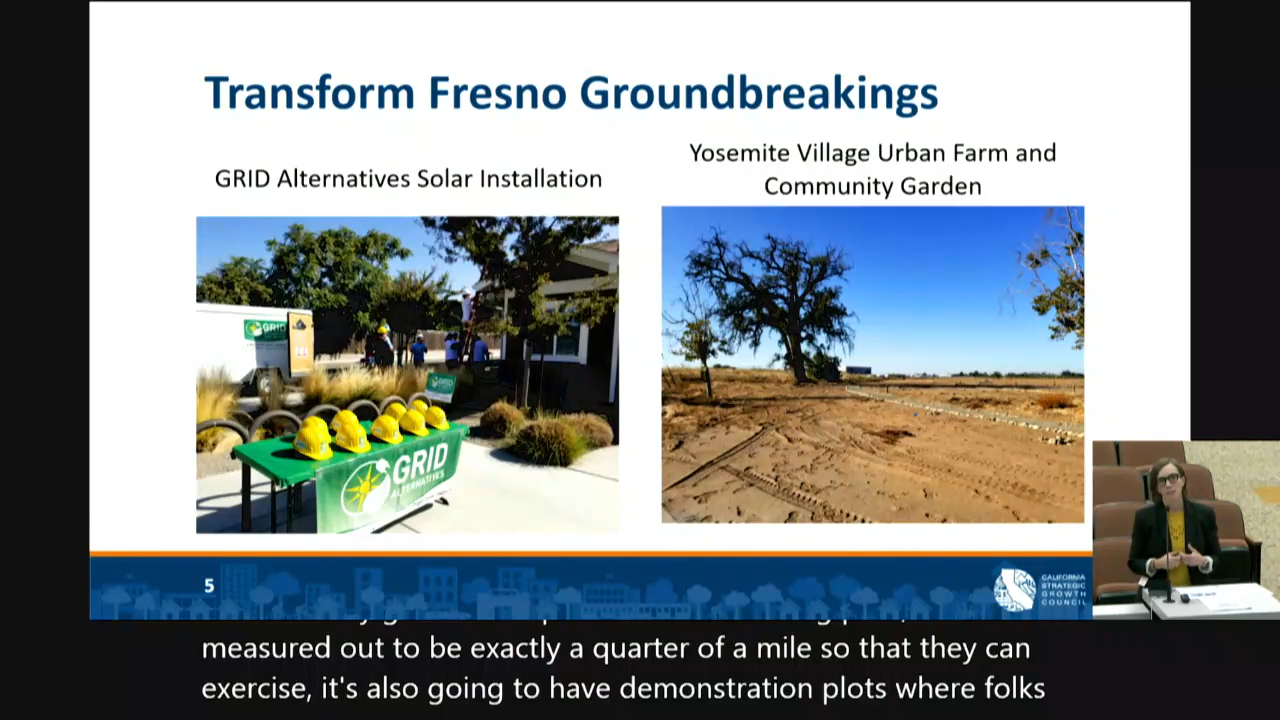 Transform Fresno Groundbreakings
GRID Alternatives Solar Installation
Yosemite Village Urban Farm and
Community Garden
GRID
GRID
GRID
ALTERNATIVES
5
CALIFORNIA
STRATEGIC
GROWTH
COUNCIL
measured out to be exactly a quarter of a mile so that they can
exercise, it's also going to have demonstration plots where folks